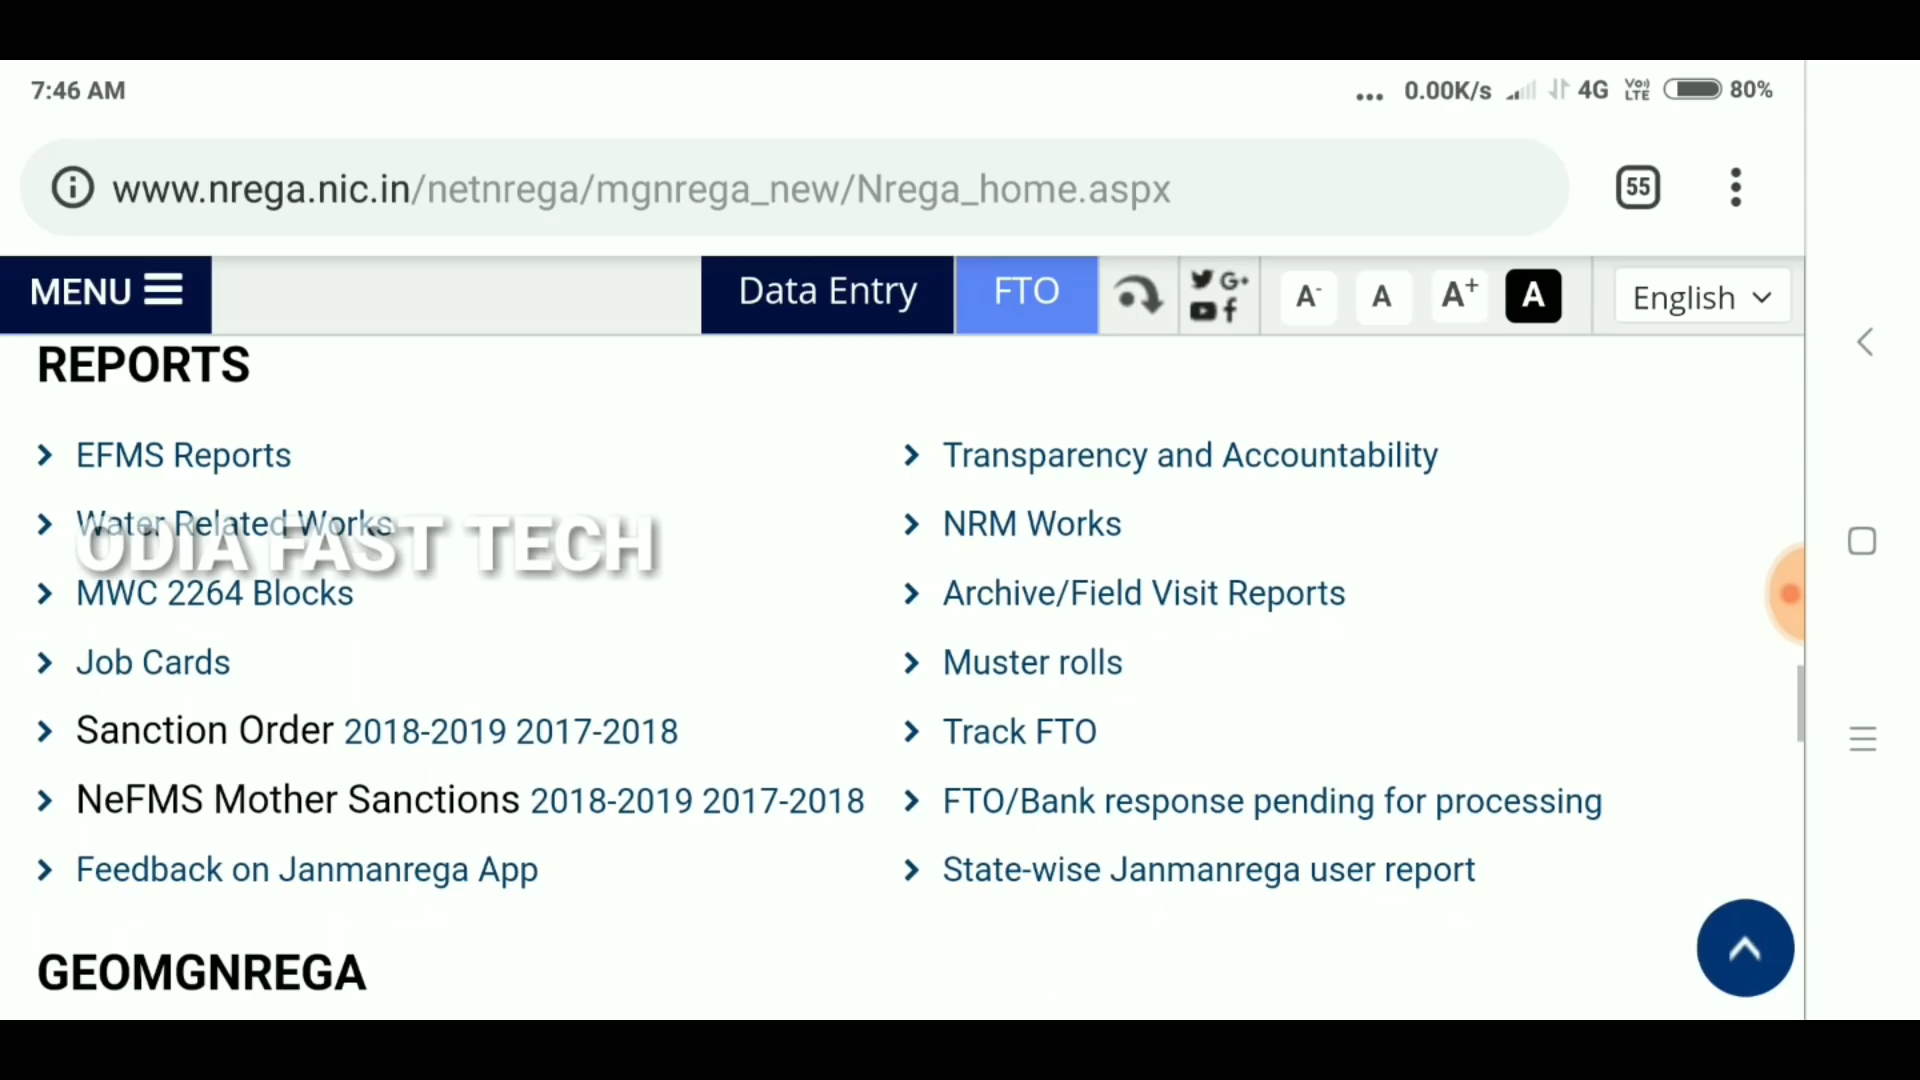 7:46 AM
... 0.00K/s 4G Vo) LTE 80%
www.nrega.nic.in/netnrega/mgnrega_new/Nrega_home.aspx
55
MENU
Data Entry
FTO
G+
f
A-
A
A+
A
English
REPORTS
EFMS Reports
Transparency and Accountability
Water Related Works
NRM Works
ODIA FAST TECH
MWC 2264 Blocks
Archive/Field Visit Reports
Job Cards
Muster rolls
Sanction Order 2018-2019 2017-2018
Track FTO
NeFMS Mother Sanctions 2018-2019 2017-2018
FTO/Bank response pending for processing
Feedback on Janmanrega App
State-wise Janmanrega user report
GEOMGNREGA